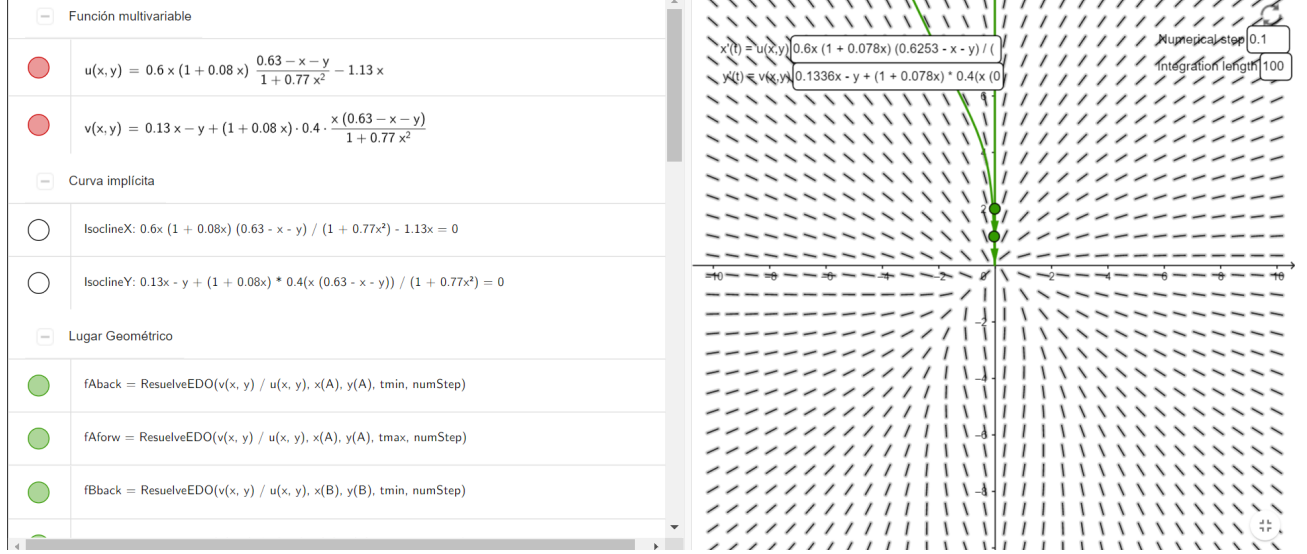 Función multivariable
u(x, y) = 0.6 x (1 + 0.08 x) (0.63 − x − y) / (1 + 0.77 x²) − 1.13 x
v(x, y) = 0.13 x − y + (1 + 0.08 x) · 0.4 · x (0.63 − x − y) / (1 + 0.77 x²)
Curva implícita
IsoclineX: 0.6x (1 + 0.08x) (0.63 - x - y) / (1 + 0.77x²) - 1.13x = 0
IsoclineY: 0.13x - y + (1 + 0.08x) * 0.4(x (0.63 - x - y)) / (1 + 0.77x²) = 0
Lugar Geométrico
fAback = ResuelveEDO(v(x, y) / u(x, y), x(A), y(A), tmin, numStep)
fAforw = ResuelveEDO(v(x, y) / u(x, y), x(A), y(A), tmax, numStep)
fBback = ResuelveEDO(v(x, y) / u(x, y), x(B), y(B), tmin, numStep)
x'(t) = u(x,y) 0.6x (1 + 0.078x) (0.6253 - x - y) / (
y'(t) = v(x,y) 0.1336x - y + (1 + 0.078x) * 0.4(x (0
Numerical step 0.1
Integration length 100
6
4
2
−10 −8 −6 −4 −2 0 2 4 6 8 10
−2
−4
−6
−8